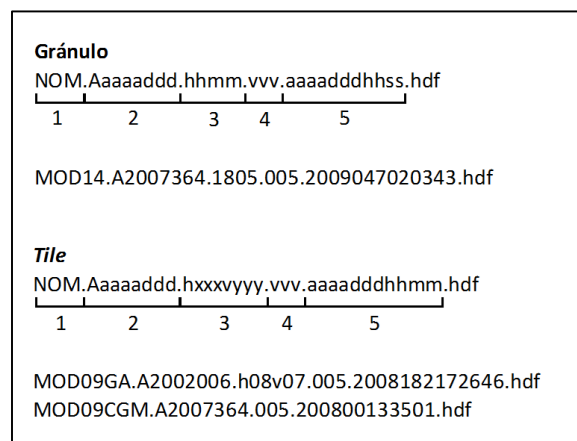 Gránulo
NOM.Aaaaaddd.hhmm.vvv.aaaadddhhss.hdf
1 2 3 4 5
MOD14.A2007364.1805.005.2009047020343.hdf
Tile
NOM.Aaaaaddd.hxxxvyyy.vvv.aaaadddhhmm.hdf
1 2 3 4 5
MOD09GA.A2002006.h08v07.005.2008182172646.hdf
MOD09CGM.A2007364.005.200800133501.hdf